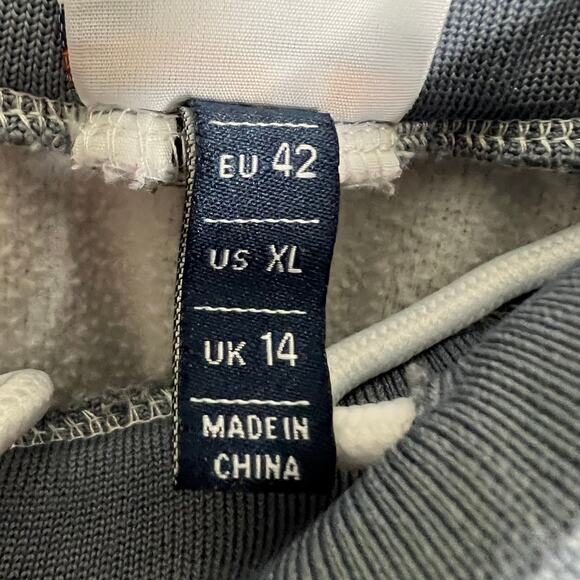 EU 42
US XL
UK 14
MADE IN
CHINA